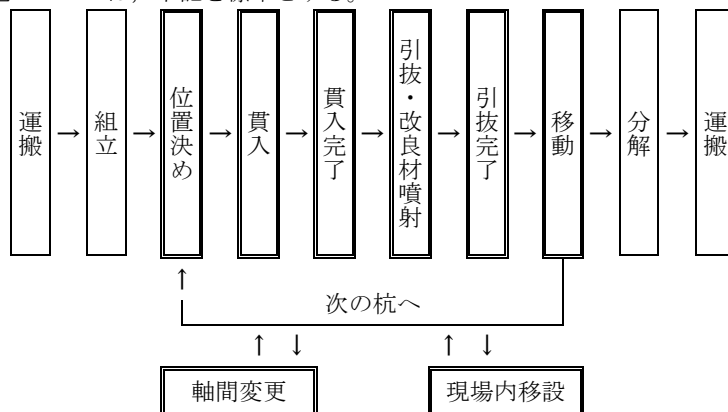 運搬
→
組立
→
位置決め
→
貫入
→
貫入完了
→
引抜・改良材噴射
→
引抜完了
→
移動
→
分解
→
運搬
↑
次の杭へ
↑ ↓
↑ ↓
軸間変更
現場内移設